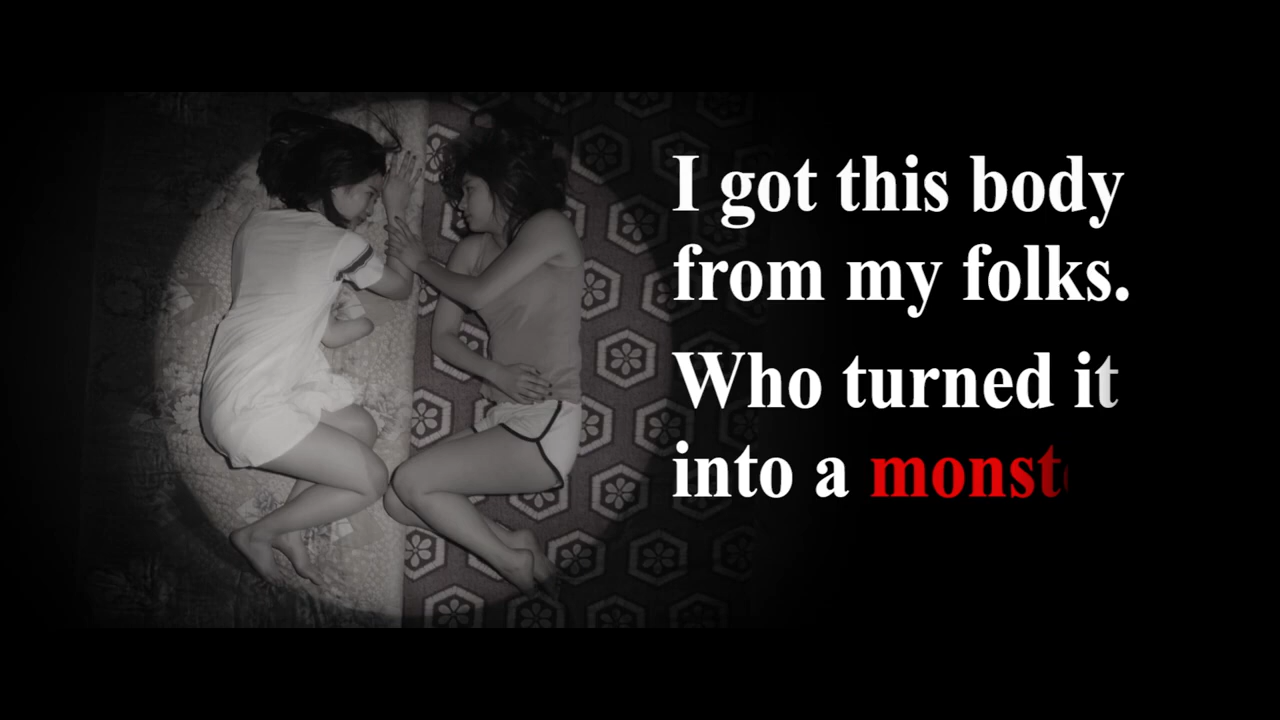 I got this body
from my folks.
Who turned it
into a monst